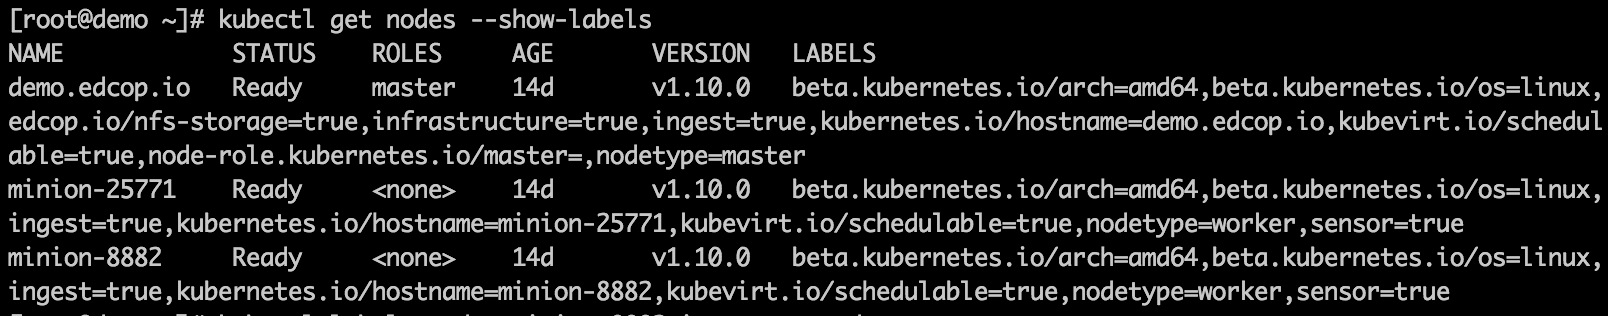 [root@demo ~]# kubectl get nodes --show-labels
NAME            STATUS    ROLES     AGE       VERSION   LABELS
demo.edcop.io   Ready     master    14d       v1.10.0   beta.kubernetes.io/arch=amd64,beta.kubernetes.io/os=linux,
edcop.io/nfs-storage=true,infrastructure=true,ingest=true,kubernetes.io/hostname=demo.edcop.io,kubevirt.io/schedul
able=true,node-role.kubernetes.io/master=,nodetype=master
minion-25771    Ready     <none>    14d       v1.10.0   beta.kubernetes.io/arch=amd64,beta.kubernetes.io/os=linux,
ingest=true,kubernetes.io/hostname=minion-25771,kubevirt.io/schedulable=true,nodetype=worker,sensor=true
minion-8882     Ready     <none>    14d       v1.10.0   beta.kubernetes.io/arch=amd64,beta.kubernetes.io/os=linux,
ingest=true,kubernetes.io/hostname=minion-8882,kubevirt.io/schedulable=true,nodetype=worker,sensor=true